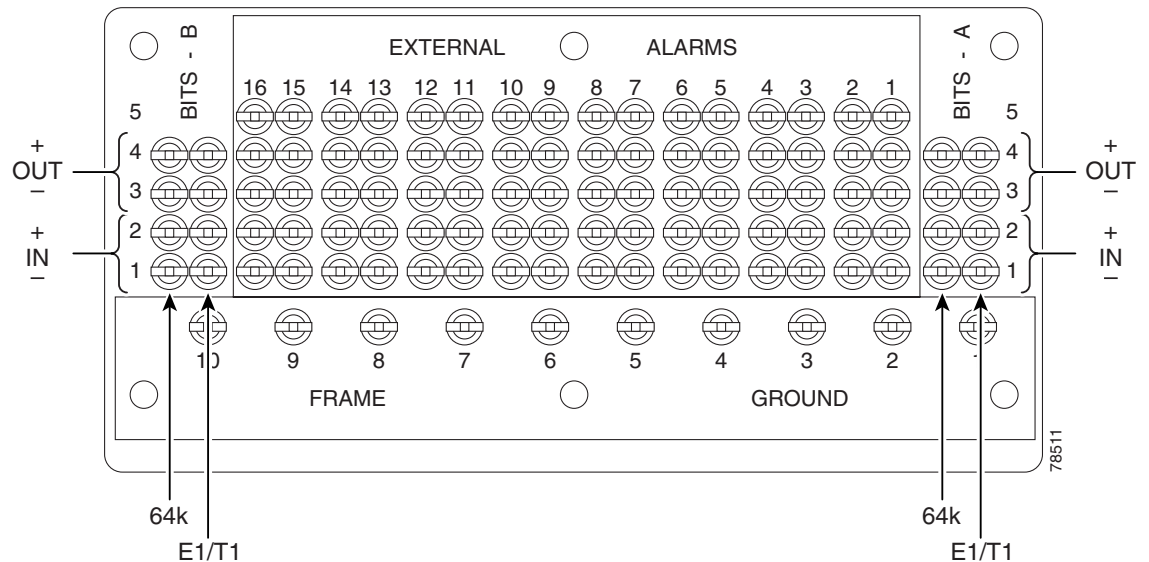 BITS - B
EXTERNAL ALARMS
BITS - A
16 15 14 13 12 11 10 9 8 7 6 5 4 3 2 1
5 5
+ 4 4 +
OUT OUT
– 3 3 –
+ 2 2 +
IN IN
– 1 1 –
10 9 8 7 6 5 4 3 2
FRAME GROUND
78511
64k 64k
E1/T1 E1/T1